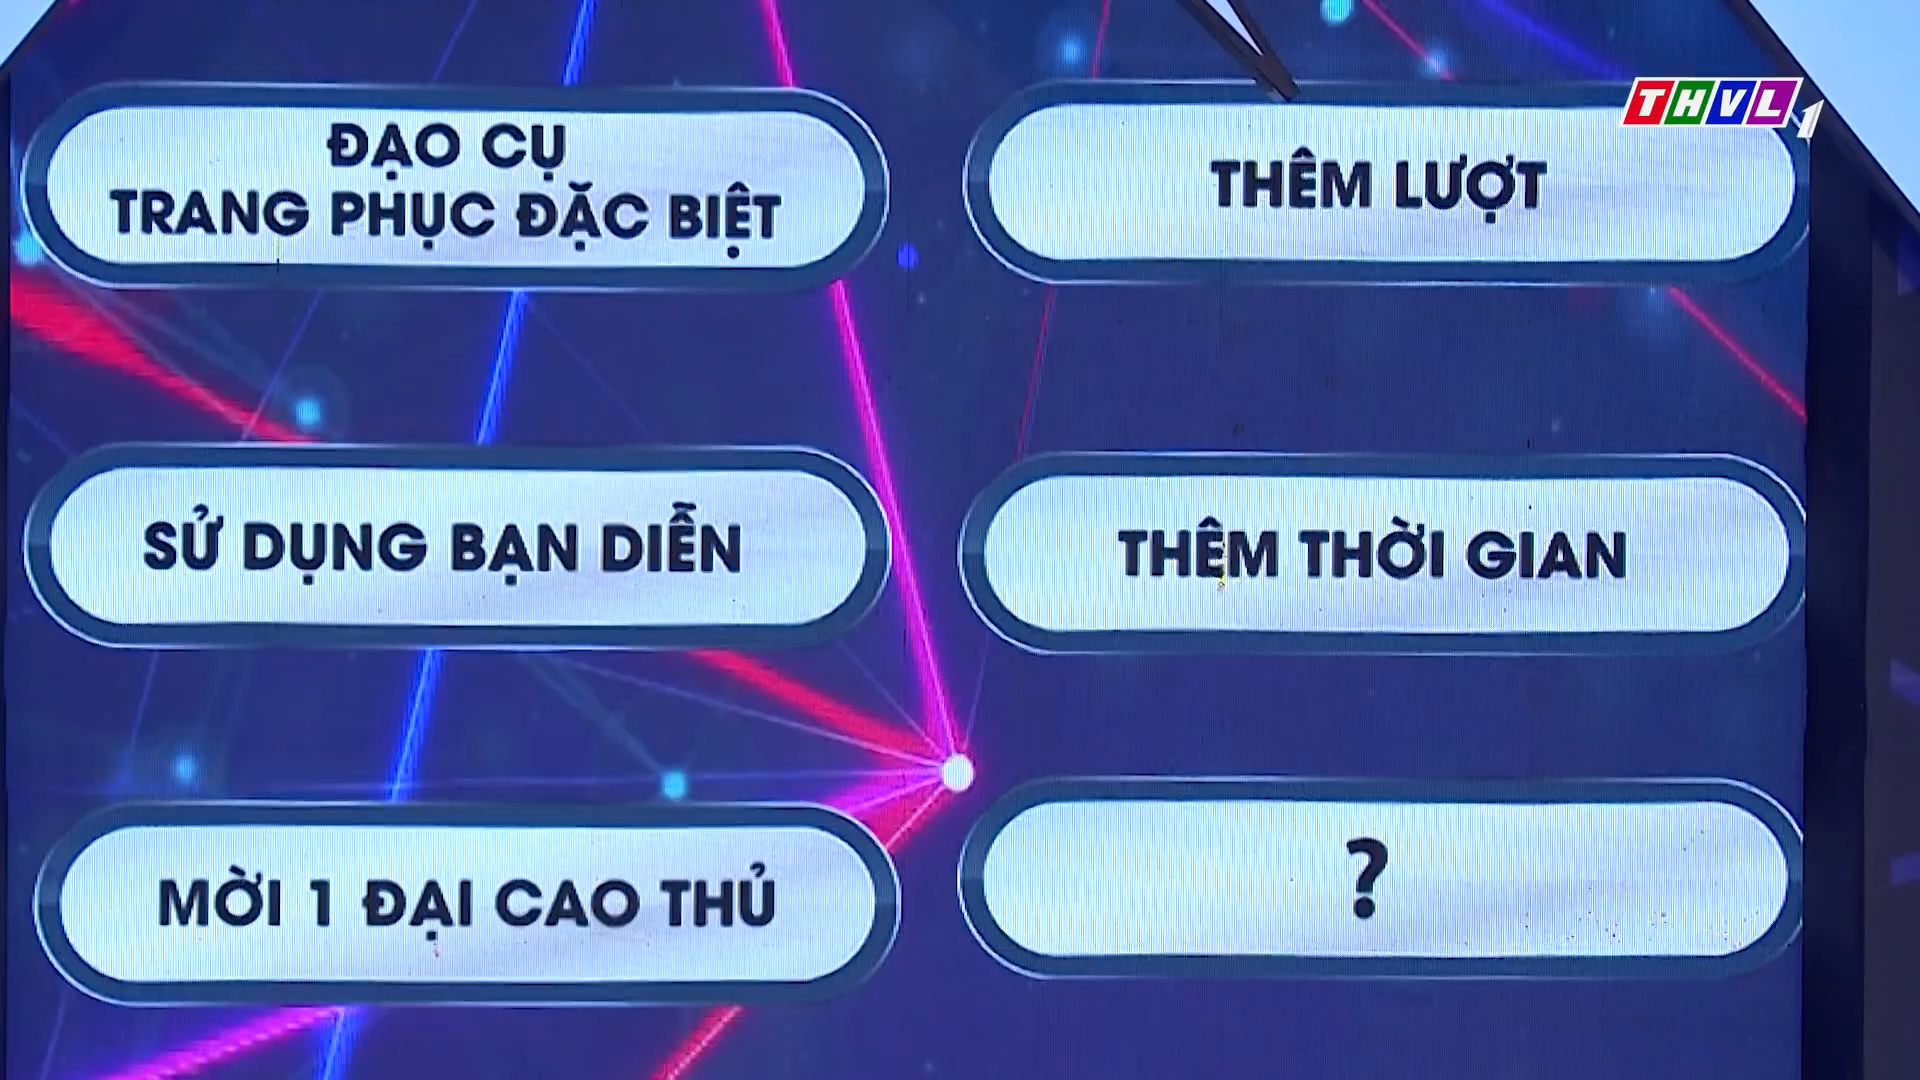 THVL1
ĐẠO CỤ
TRANG PHỤC ĐẶC BIỆT
THÊM LƯỢT
SỬ DỤNG BẠN DIỄN
THÊM THỜI GIAN
MỜI 1 ĐẠI CAO THỦ
?